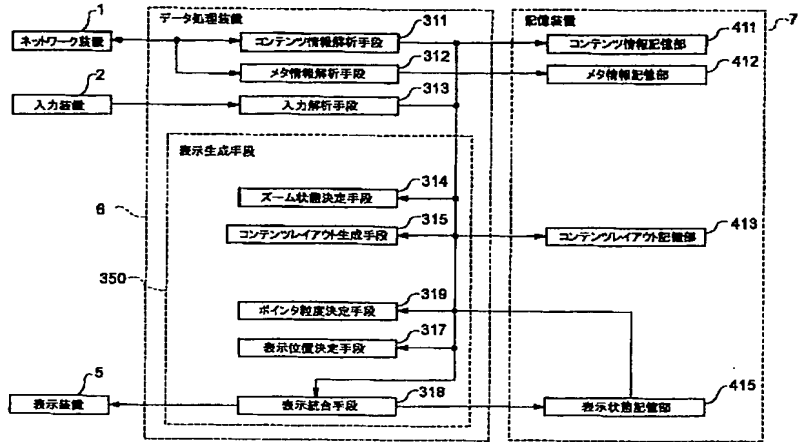 1
データ処理装置
記憶装置
7
ネットワーク装置
コンテンツ情報解析手段
311
コンテンツ情報記憶部
411
メタ情報解析手段
312
メタ情報記憶部
412
2
入力装置
入力解析手段
313
表示生成手段
ズーム状態決定手段
314
6
コンテンツレイアウト生成手段
315
コンテンツレイアウト記憶部
413
350
ポインタ粒度決定手段
319
表示位置決定手段
317
5
表示装置
表示統合手段
318
表示状態記憶部
415